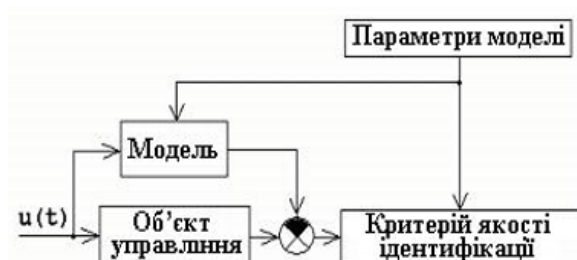 Параметри моделі
Модель
u(t)
Об’єкт
управління
Критерій якості
ідентифікації